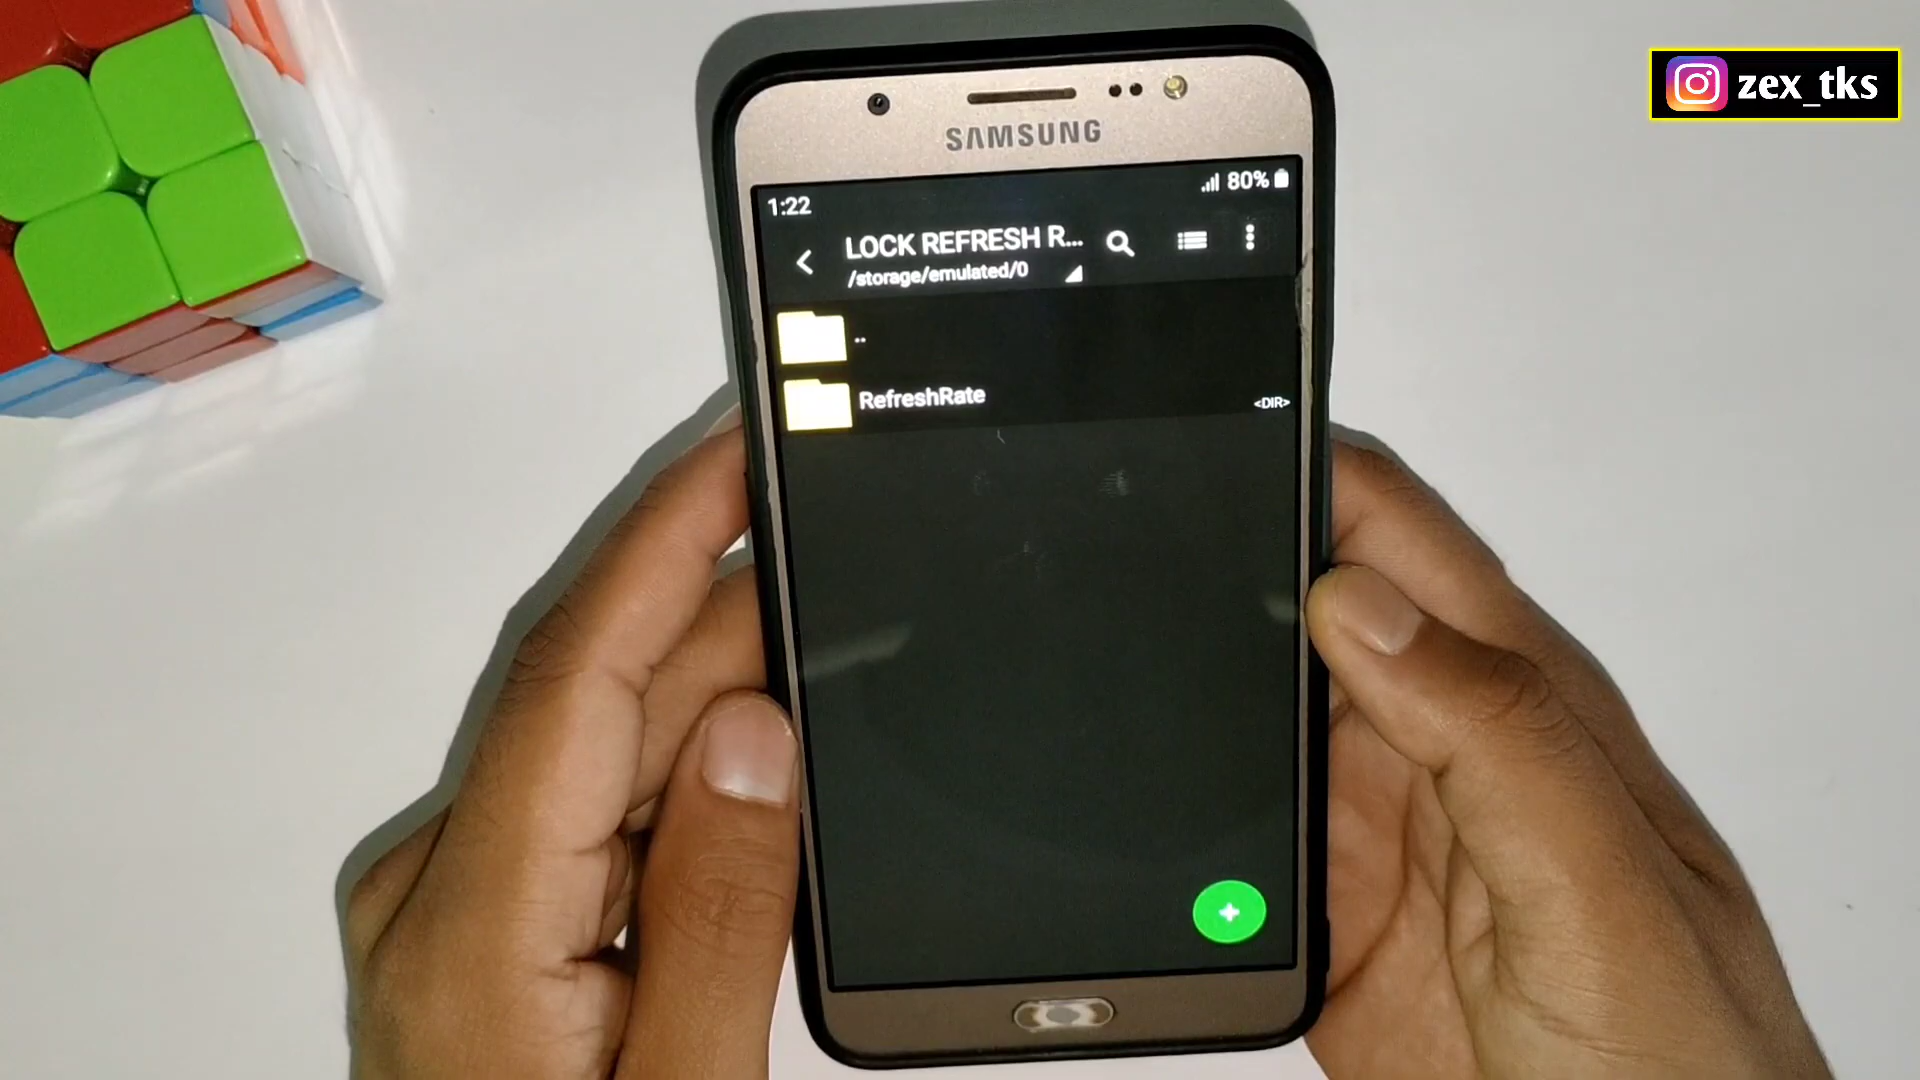 zex_tks
SAMSUNG
80%
1:22
LOCK REFRESH R...
/storage/emulated/0
..
RefreshRate
<DIR>